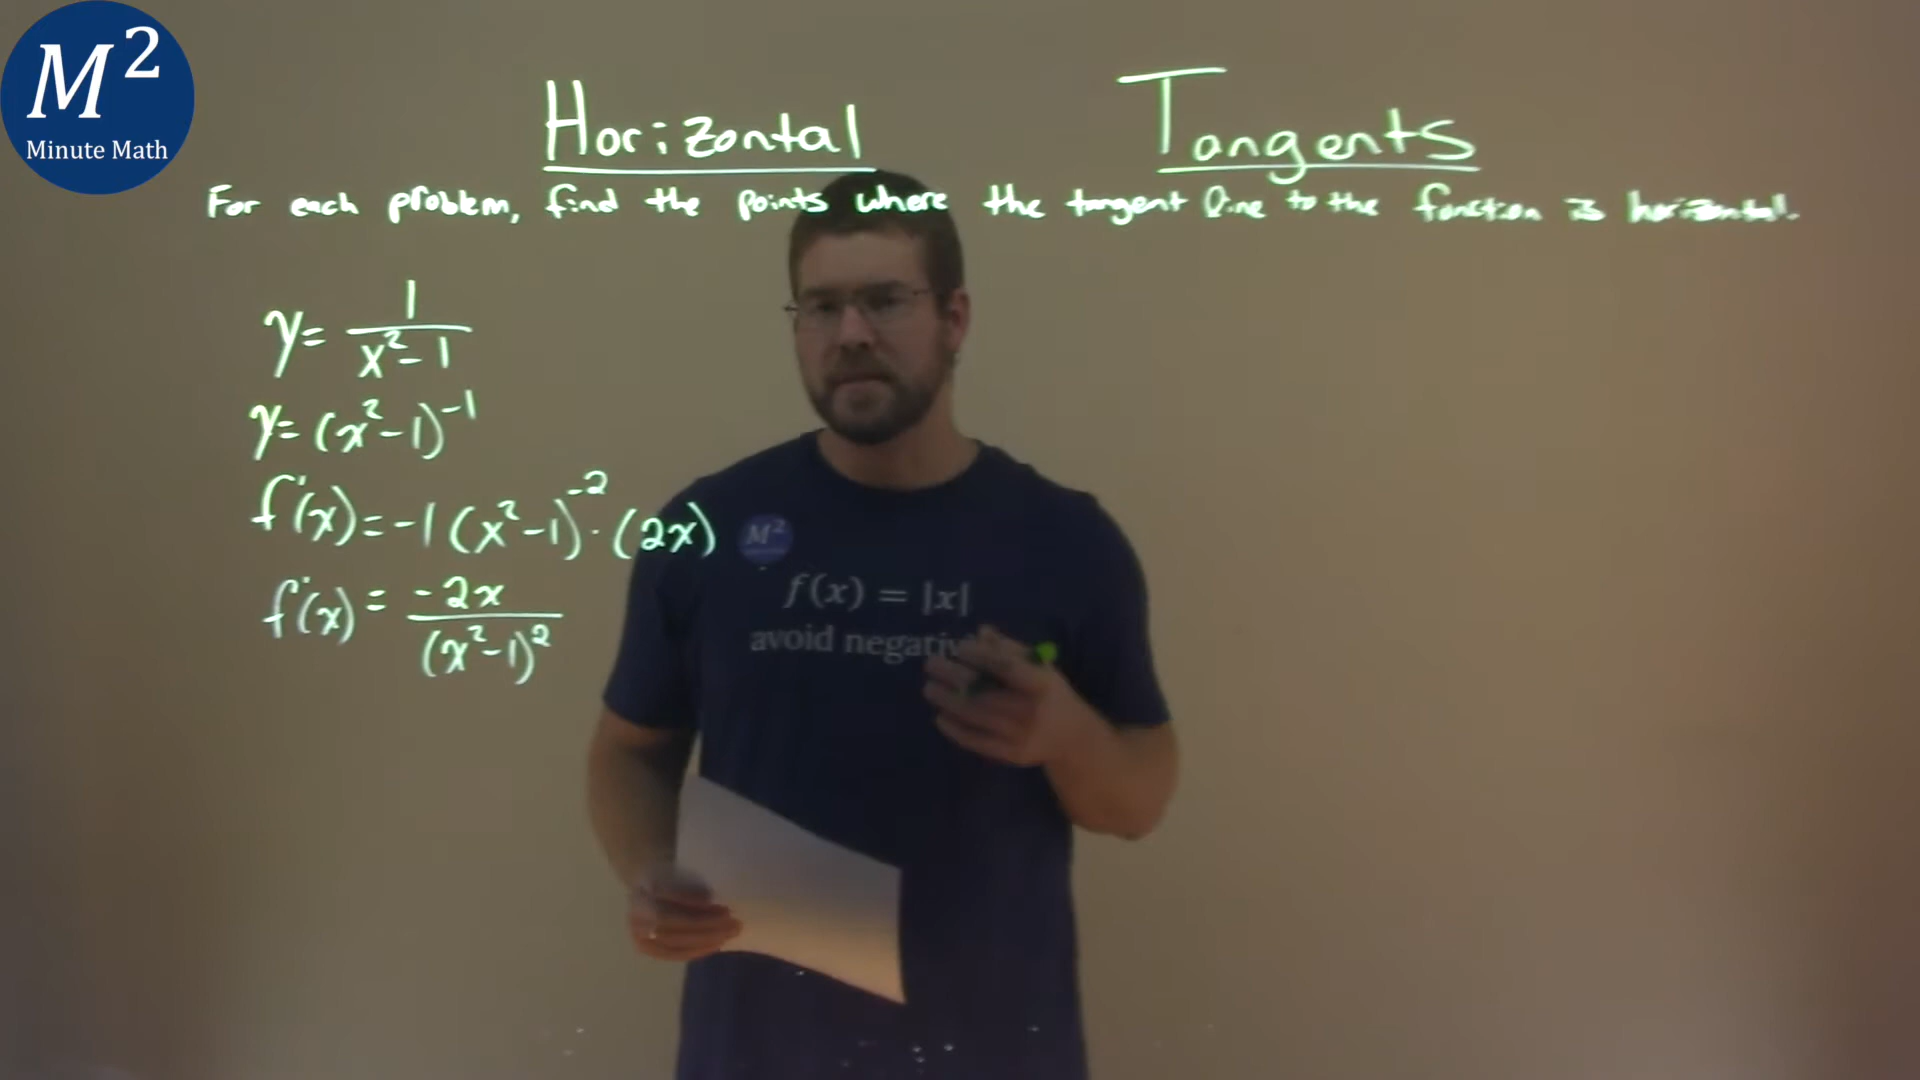 M²
Minute Math
Horizontal Tangents
For each problem, find the points where the tangent line to the function is horizontal.
y = 1/(x²-1)
y = (x²-1)⁻¹
f'(x) = -1(x²-1)⁻²·(2x)
f'(x) = -2x/(x²-1)²
M²
f(x) = |x|
avoid negativ